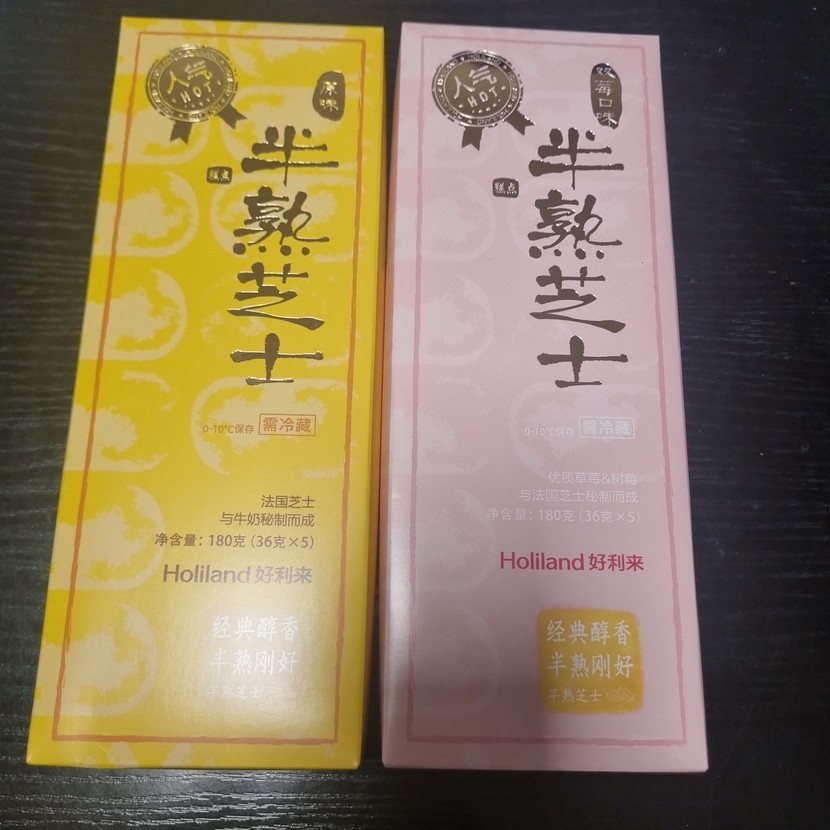 人气
HOT
原味
半熟芝士
糕点
0-10℃保存 需冷藏
法国芝士
与牛奶秘制而成
净含量：180克（36克×5）
Holiland 好利来
经典醇香
半熟刚好
半熟芝士
人气
HOT
双莓口味
半熟芝士
糕点
0-10℃保存 需冷藏
优质草莓&树莓
与法国芝士秘制而成
净含量：180克（36克×5）
Holiland 好利来
经典醇香
半熟刚好
半熟芝士